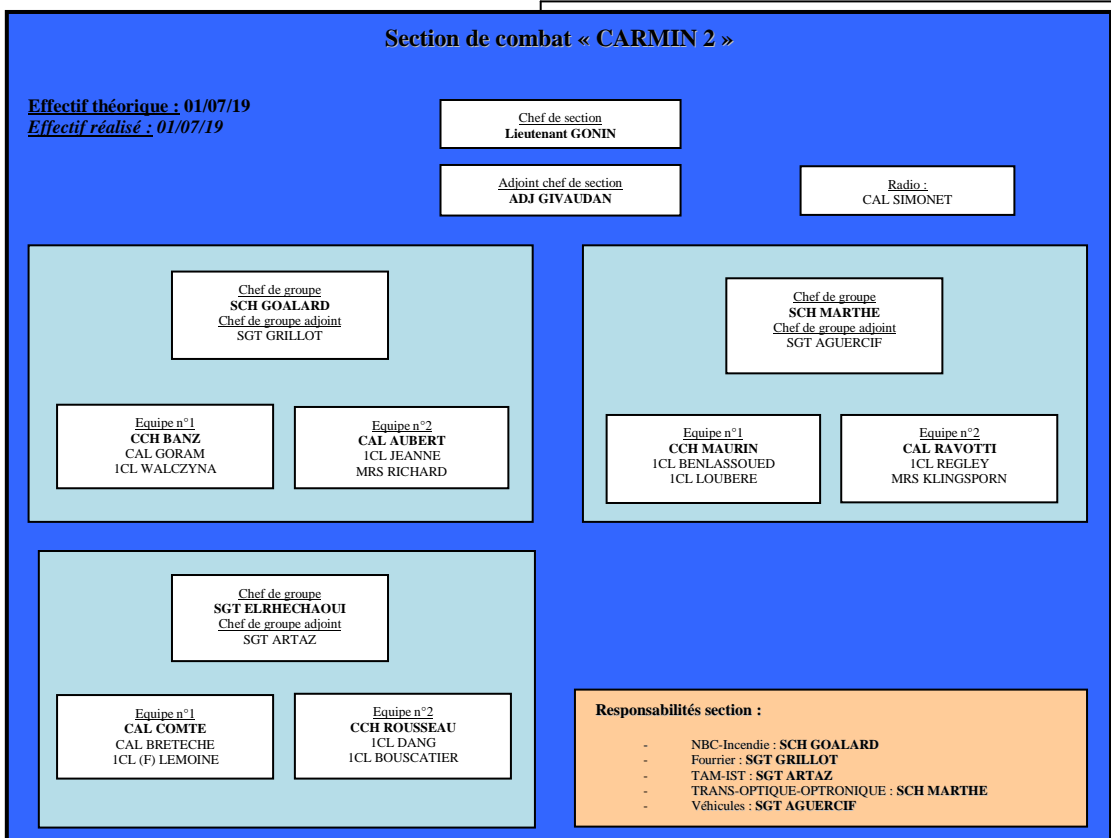 Section de combat « CARMIN 2 »
Effectif théorique : 01/07/19
Effectif réalisé : 01/07/19
Chef de section
Lieutenant GONIN
Adjoint chef de section
ADJ GIVAUDAN
Radio :
CAL SIMONET
Chef de groupe
SCH GOALARD
Chef de groupe adjoint
SGT GRILLOT
Equipe n°1
CCH BANZ
CAL GORAM
1CL WALCZYNA
Equipe n°2
CAL AUBERT
1CL JEANNE
MRS RICHARD
Chef de groupe
SCH MARTHE
Chef de groupe adjoint
SGT AGUERCIF
Equipe n°1
CCH MAURIN
1CL BENLASSOUED
1CL LOUBERE
Equipe n°2
CAL RAVOTTI
1CL REGLEY
MRS KLINGSPORN
Chef de groupe
SGT ELRHECHAOUI
Chef de groupe adjoint
SGT ARTAZ
Equipe n°1
CAL COMTE
CAL BRETECHE
1CL (F) LEMOINE
Equipe n°2
CCH ROUSSEAU
1CL DANG
1CL BOUSCATIER
Responsabilités section :
- NBC-Incendie : SCH GOALARD
- Fourrier : SGT GRILLOT
- TAM-IST : SGT ARTAZ
- TRANS-OPTIQUE-OPTRONIQUE : SCH MARTHE
- Véhicules : SGT AGUERCIF